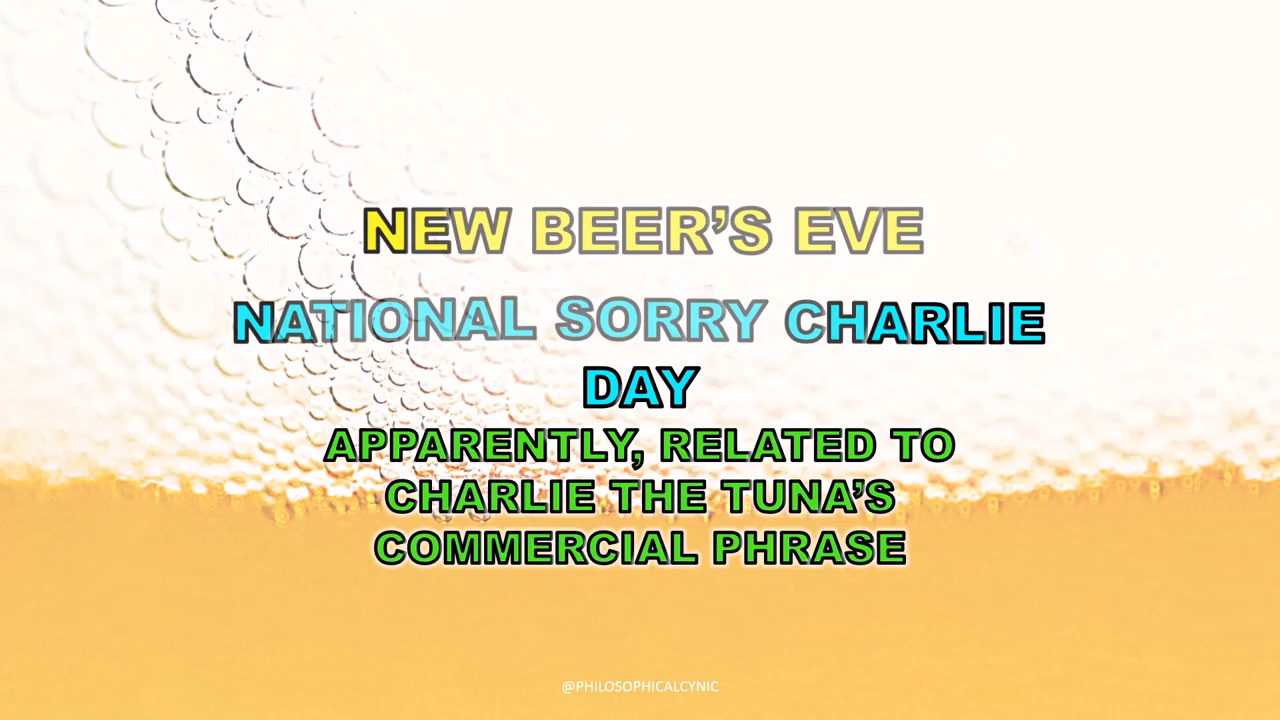 NEW BEER’S EVE
NATIONAL SORRY CHARLIE
DAY
APPARENTLY, RELATED TO
CHARLIE THE TUNA’S
COMMERCIAL PHRASE
@PHILOSOPHICALCYNIC